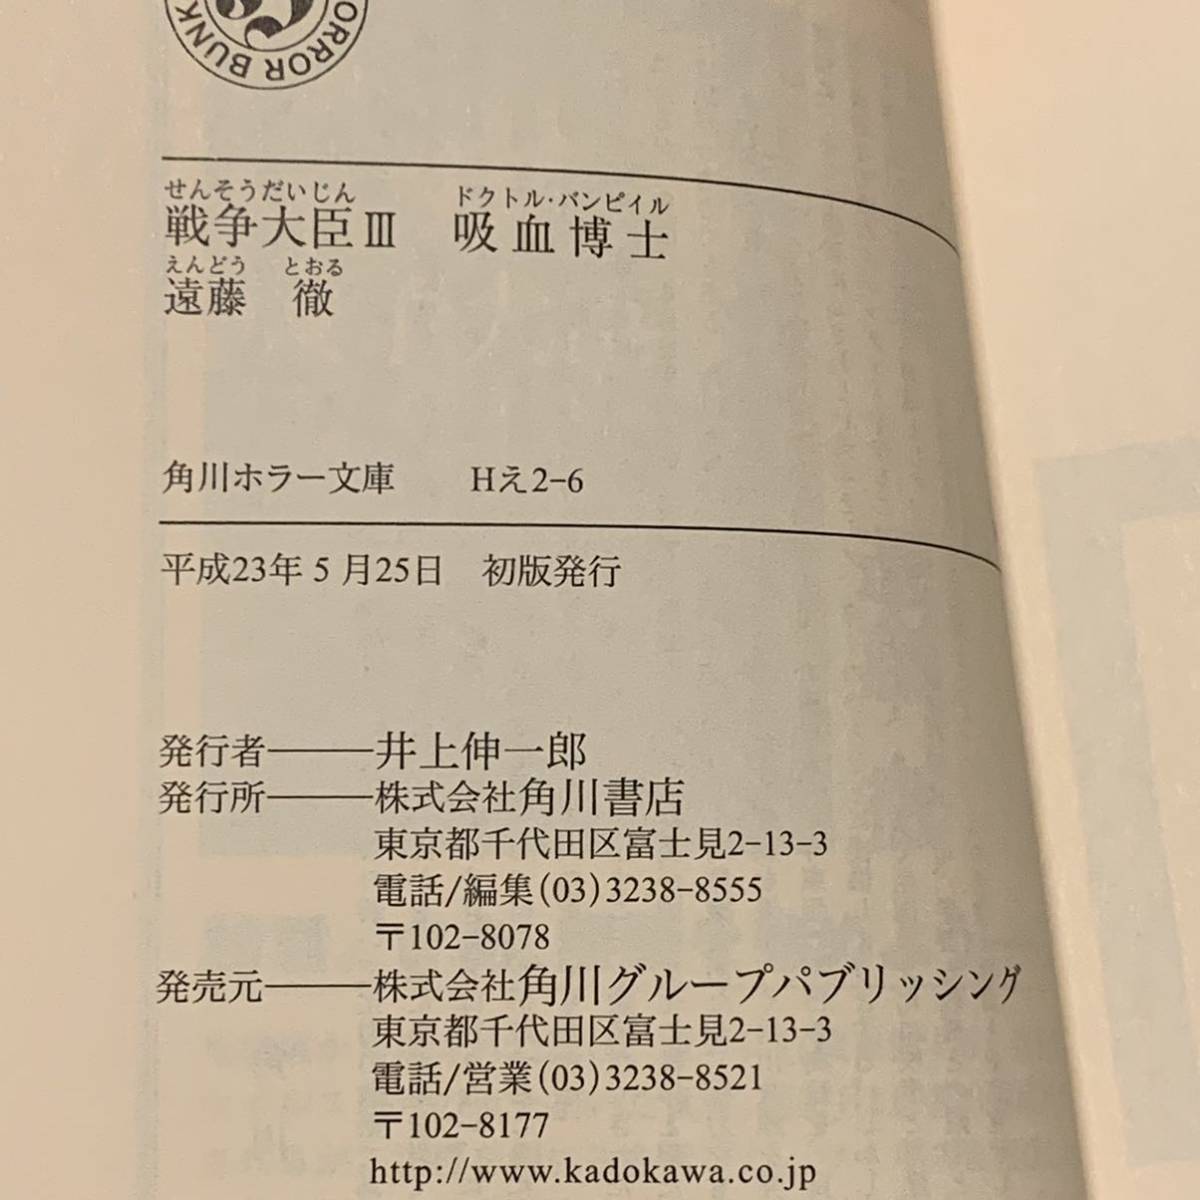 ORROR BUNK
せんそうだいじん ドクトル・バンピイル
戦争大臣Ⅲ 吸血博士
えんどう とおる
遠藤 徹
角川ホラー文庫 Hえ2-6
平成23年5月25日 初版発行
発行者――井上伸一郎
発行所――株式会社角川書店
東京都千代田区富士見2-13-3
電話/編集(03)3238-8555
〒102-8078
発売元――株式会社角川グループパブリッシング
東京都千代田区富士見2-13-3
電話/営業(03)3238-8521
〒102-8177
http://www.kadokawa.co.jp